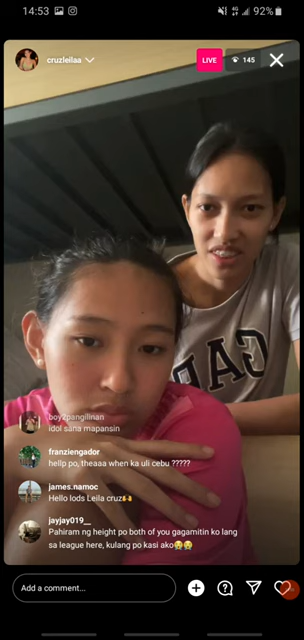 14:53
4G
92%
cruzleilaa
LIVE
145
GAP
boy2pangilinan
idol sana mapansin
franziengador
hellp po, theaaa when ka uli cebu ?????
james.namoc
Hello lods Leila cruz
jayjay019__
Pahiram ng height po both of you gagamitin ko lang
sa league here, kulang po kasi ako😭😭
Add a comment...